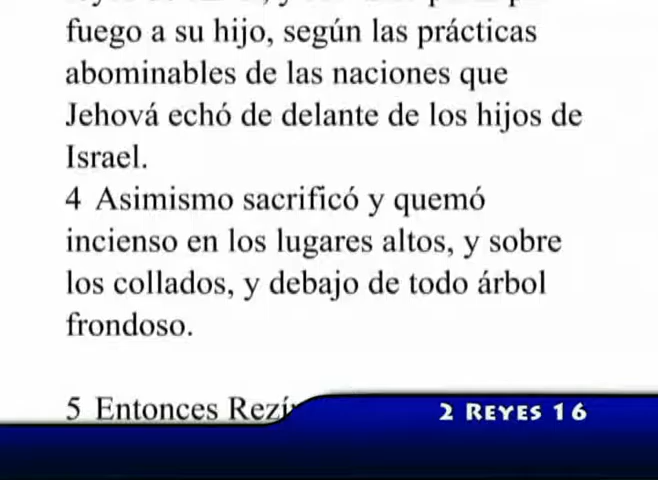 fuego a su hijo, según las prácticas
abominables de las naciones que
Jehová echó de delante de los hijos de
Israel.
4 Asimismo sacrificó y quemó
incienso en los lugares altos, y sobre
los collados, y debajo de todo árbol
frondoso.
5 Entonces Rezín
2 REYES 16